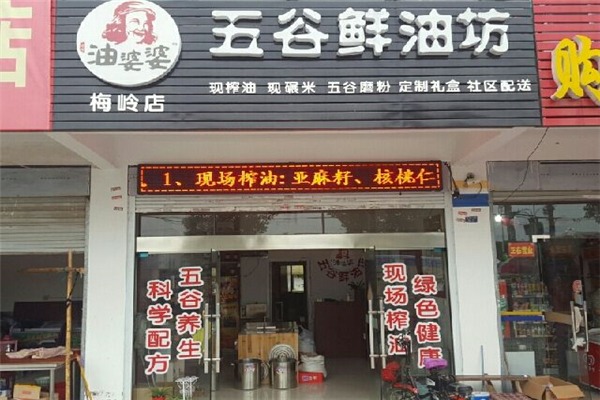 店
油婆婆
梅岭店
五谷鲜油坊
现榨油 现碾米 五谷磨粉 定制礼盒 社区配送
购
1、现场榨油:亚麻籽、核桃仁
五谷养生
科学配方
现场榨油
绿色健康